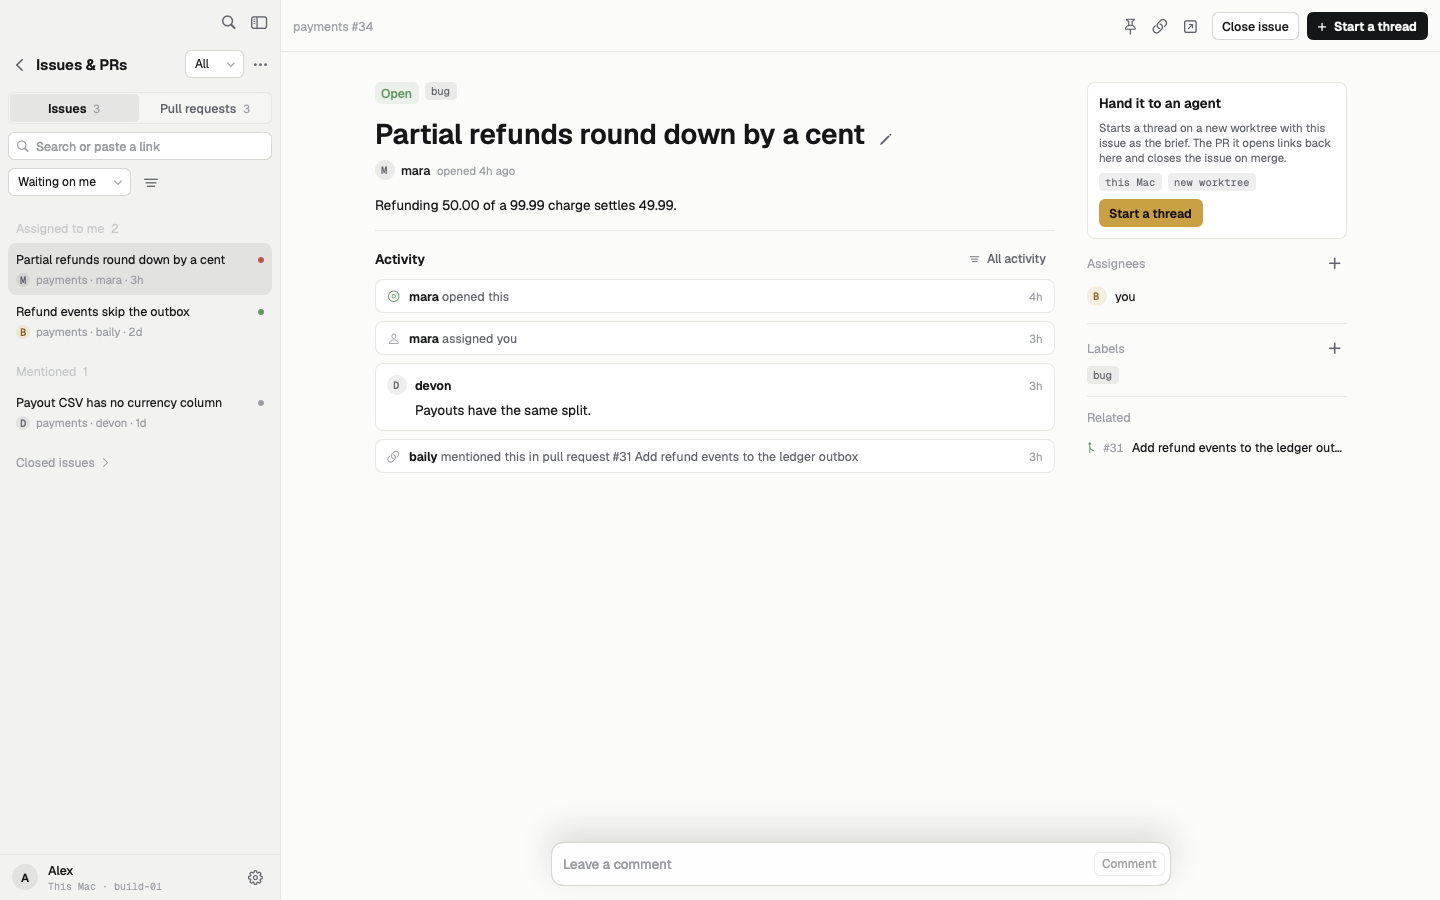 Issues & PRs
All
Issues 3
Pull requests 3
Search or paste a link
Waiting on me
Assigned to me 2
Partial refunds round down by a cent
M payments · mara · 3h
Refund events skip the outbox
B payments · baily · 2d
Mentioned 1
Payout CSV has no currency column
D payments · devon · 1d
Closed issues
A
Alex
This Mac · build-01
payments #34
Close issue
+ Start a thread
Open
bug
Partial refunds round down by a cent
M mara opened 4h ago
Refunding 50.00 of a 99.99 charge settles 49.99.
Activity
All activity
mara opened this 4h
mara assigned you 3h
D devon 3h
Payouts have the same split.
baily mentioned this in pull request #31 Add refund events to the ledger outbox 3h
Leave a comment
Comment
Hand it to an agent
Starts a thread on a new worktree with this
issue as the brief. The PR it opens links back
here and closes the issue on merge.
this Mac
new worktree
Start a thread
Assignees
B you
Labels
bug
Related
#31 Add refund events to the ledger out...